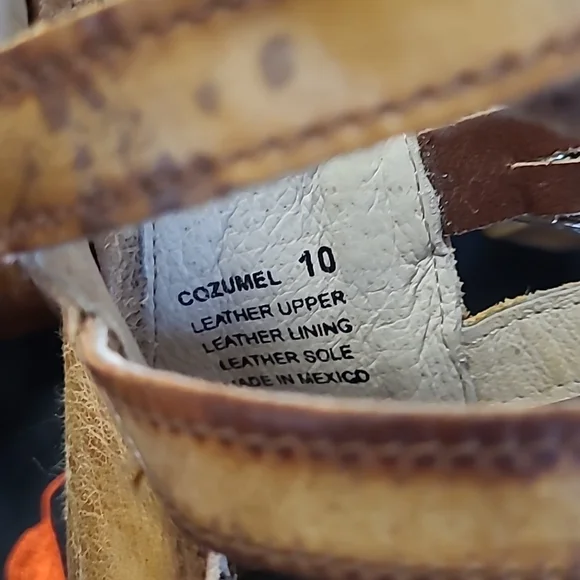 COZUMEL 10
LEATHER UPPER
LEATHER LINING
LEATHER SOLE
MADE IN MEXICO